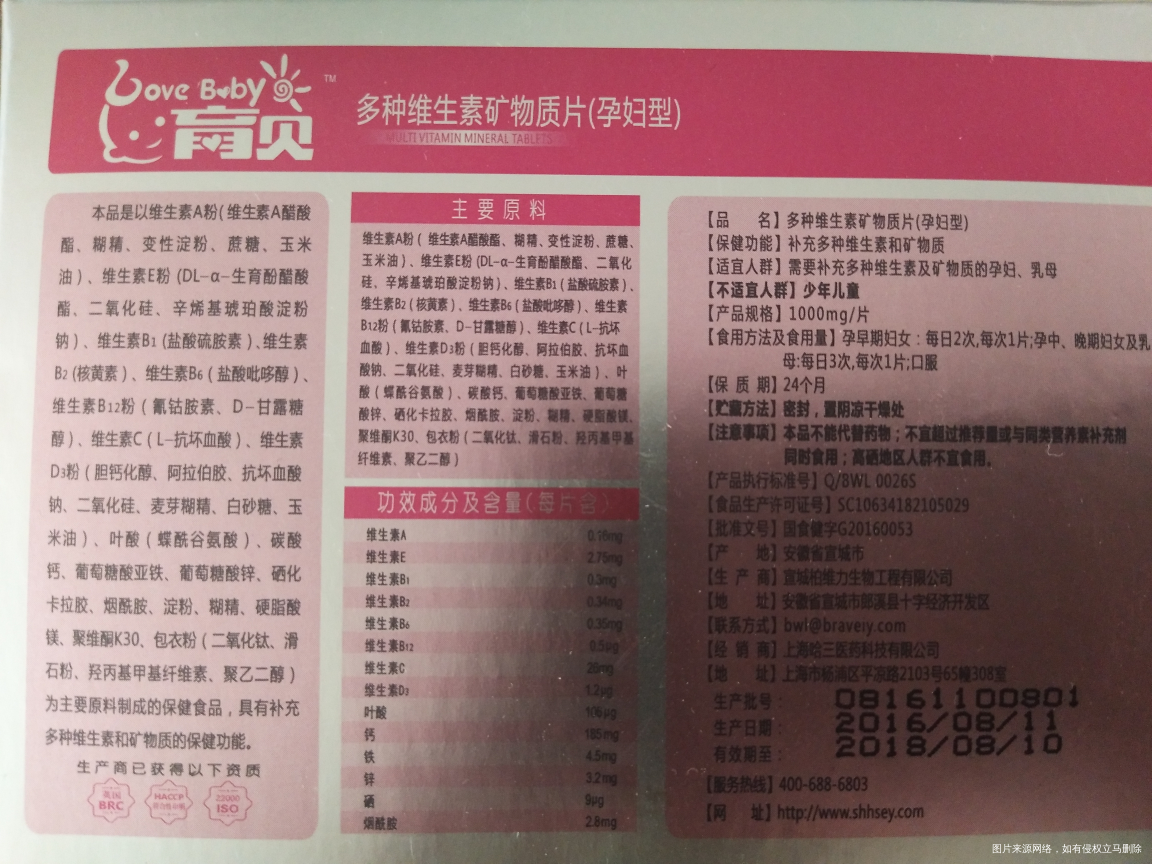 Love Baby
育贝
TM
多种维生素矿物质片(孕妇型)
MULTI VITAMIN MINERAL TABLETS
本品是以维生素A粉(维生素A醋酸
酯、糊精、变性淀粉、蔗糖、玉米
油)、维生素E粉(DL-α-生育酚醋酸
酯、二氧化硅、辛烯基琥珀酸淀粉
钠)、维生素B1(盐酸硫胺素)、维生素
B2(核黄素)、维生素B6(盐酸吡哆醇)、
维生素B12粉(氰钴胺素、D-甘露糖
醇)、维生素C(L-抗坏血酸)、维生素
D3粉(胆钙化醇、阿拉伯胶、抗坏血酸
钠、二氧化硅、麦芽糊精、白砂糖、玉
米油)、叶酸(蝶酰谷氨酸)、碳酸
钙、葡萄糖酸亚铁、葡萄糖酸锌、硒化
卡拉胶、烟酰胺、淀粉、糊精、硬脂酸
镁、聚维酮K30、包衣粉(二氧化钛、滑
石粉、羟丙基甲基纤维素、聚乙二醇)
为主要原料制成的保健食品，具有补充
多种维生素和矿物质的保健功能。
生产商已获得以下资质
英国
BRC
HACCP
22000
ISO
主要原料
维生素A粉(维生素A醋酸酯、糊精、变性淀粉、蔗糖、
玉米油)、维生素E粉(DL-α-生育酚醋酸酯、二氧化
硅、辛烯基琥珀酸淀粉钠)、维生素B1(盐酸硫胺素)、
维生素B2(核黄素)、维生素B6(盐酸吡哆醇)、维生素
B12粉(氰钴胺素、D-甘露糖醇)、维生素C(L-抗坏
血酸)、维生素D3粉(胆钙化醇、阿拉伯胶、抗坏血
酸钠、二氧化硅、麦芽糊精、白砂糖、玉米油)、叶
酸(蝶酰谷氨酸)、碳酸钙、葡萄糖酸亚铁、葡萄糖
酸锌、硒化卡拉胶、烟酰胺、淀粉、糊精、硬脂酸镁、
聚维酮K30、包衣粉(二氧化钛、滑石粉、羟丙基甲基
纤维素、聚乙二醇)
功效成分及含量(每片含)
维生素A
维生素E 2.75mg
维生素B1 0.3mg
维生素B2 0.34mg
维生素B6 0.35mg
维生素B12 0.5μg
维生素C 20mg
维生素D3 1.2μg
叶酸
钙 185mg
铁 4.5mg
锌 3.2mg
硒 9μg
烟酰胺 2.8mg
【品 名】多种维生素矿物质片(孕妇型)
【保健功能】补充多种维生素和矿物质
【适宜人群】需要补充多种维生素及矿物质的孕妇、乳母
【不适宜人群】少年儿童
【产品规格】1000mg/片
【食用方法及食用量】孕早期妇女：每日2次,每次1片;孕中、晚期妇女及乳
母:每日3次,每次1片;口服
【保 质 期】24个月
【贮藏方法】密封，置阴凉干燥处
【注意事项】本品不能代替药物；不宜超过推荐量或与同类营养素补充剂
同时食用；高硒地区人群不宜食用。
【产品执行标准号】Q/BWL 0026S
【食品生产许可证号】SC10634182105029
【批准文号】国食健字G20160053
【产 地】安徽省宣城市
【生 产 商】宣城柏维力生物工程有限公司
【地 址】安徽省宣城市郎溪县十字经济开发区
【联系方式】bwl@braveiy.com
【经 销 商】上海哈三医药科技有限公司
【地 址】上海市杨浦区平凉路2103号65幢308室
生产批号： 08161100801
生产日期： 2016/08/11
有效期至： 2018/08/10
【服务热线】400-688-6803
【网 址】http://www.shhsey.com
图片来源网络，如有侵权立马删除